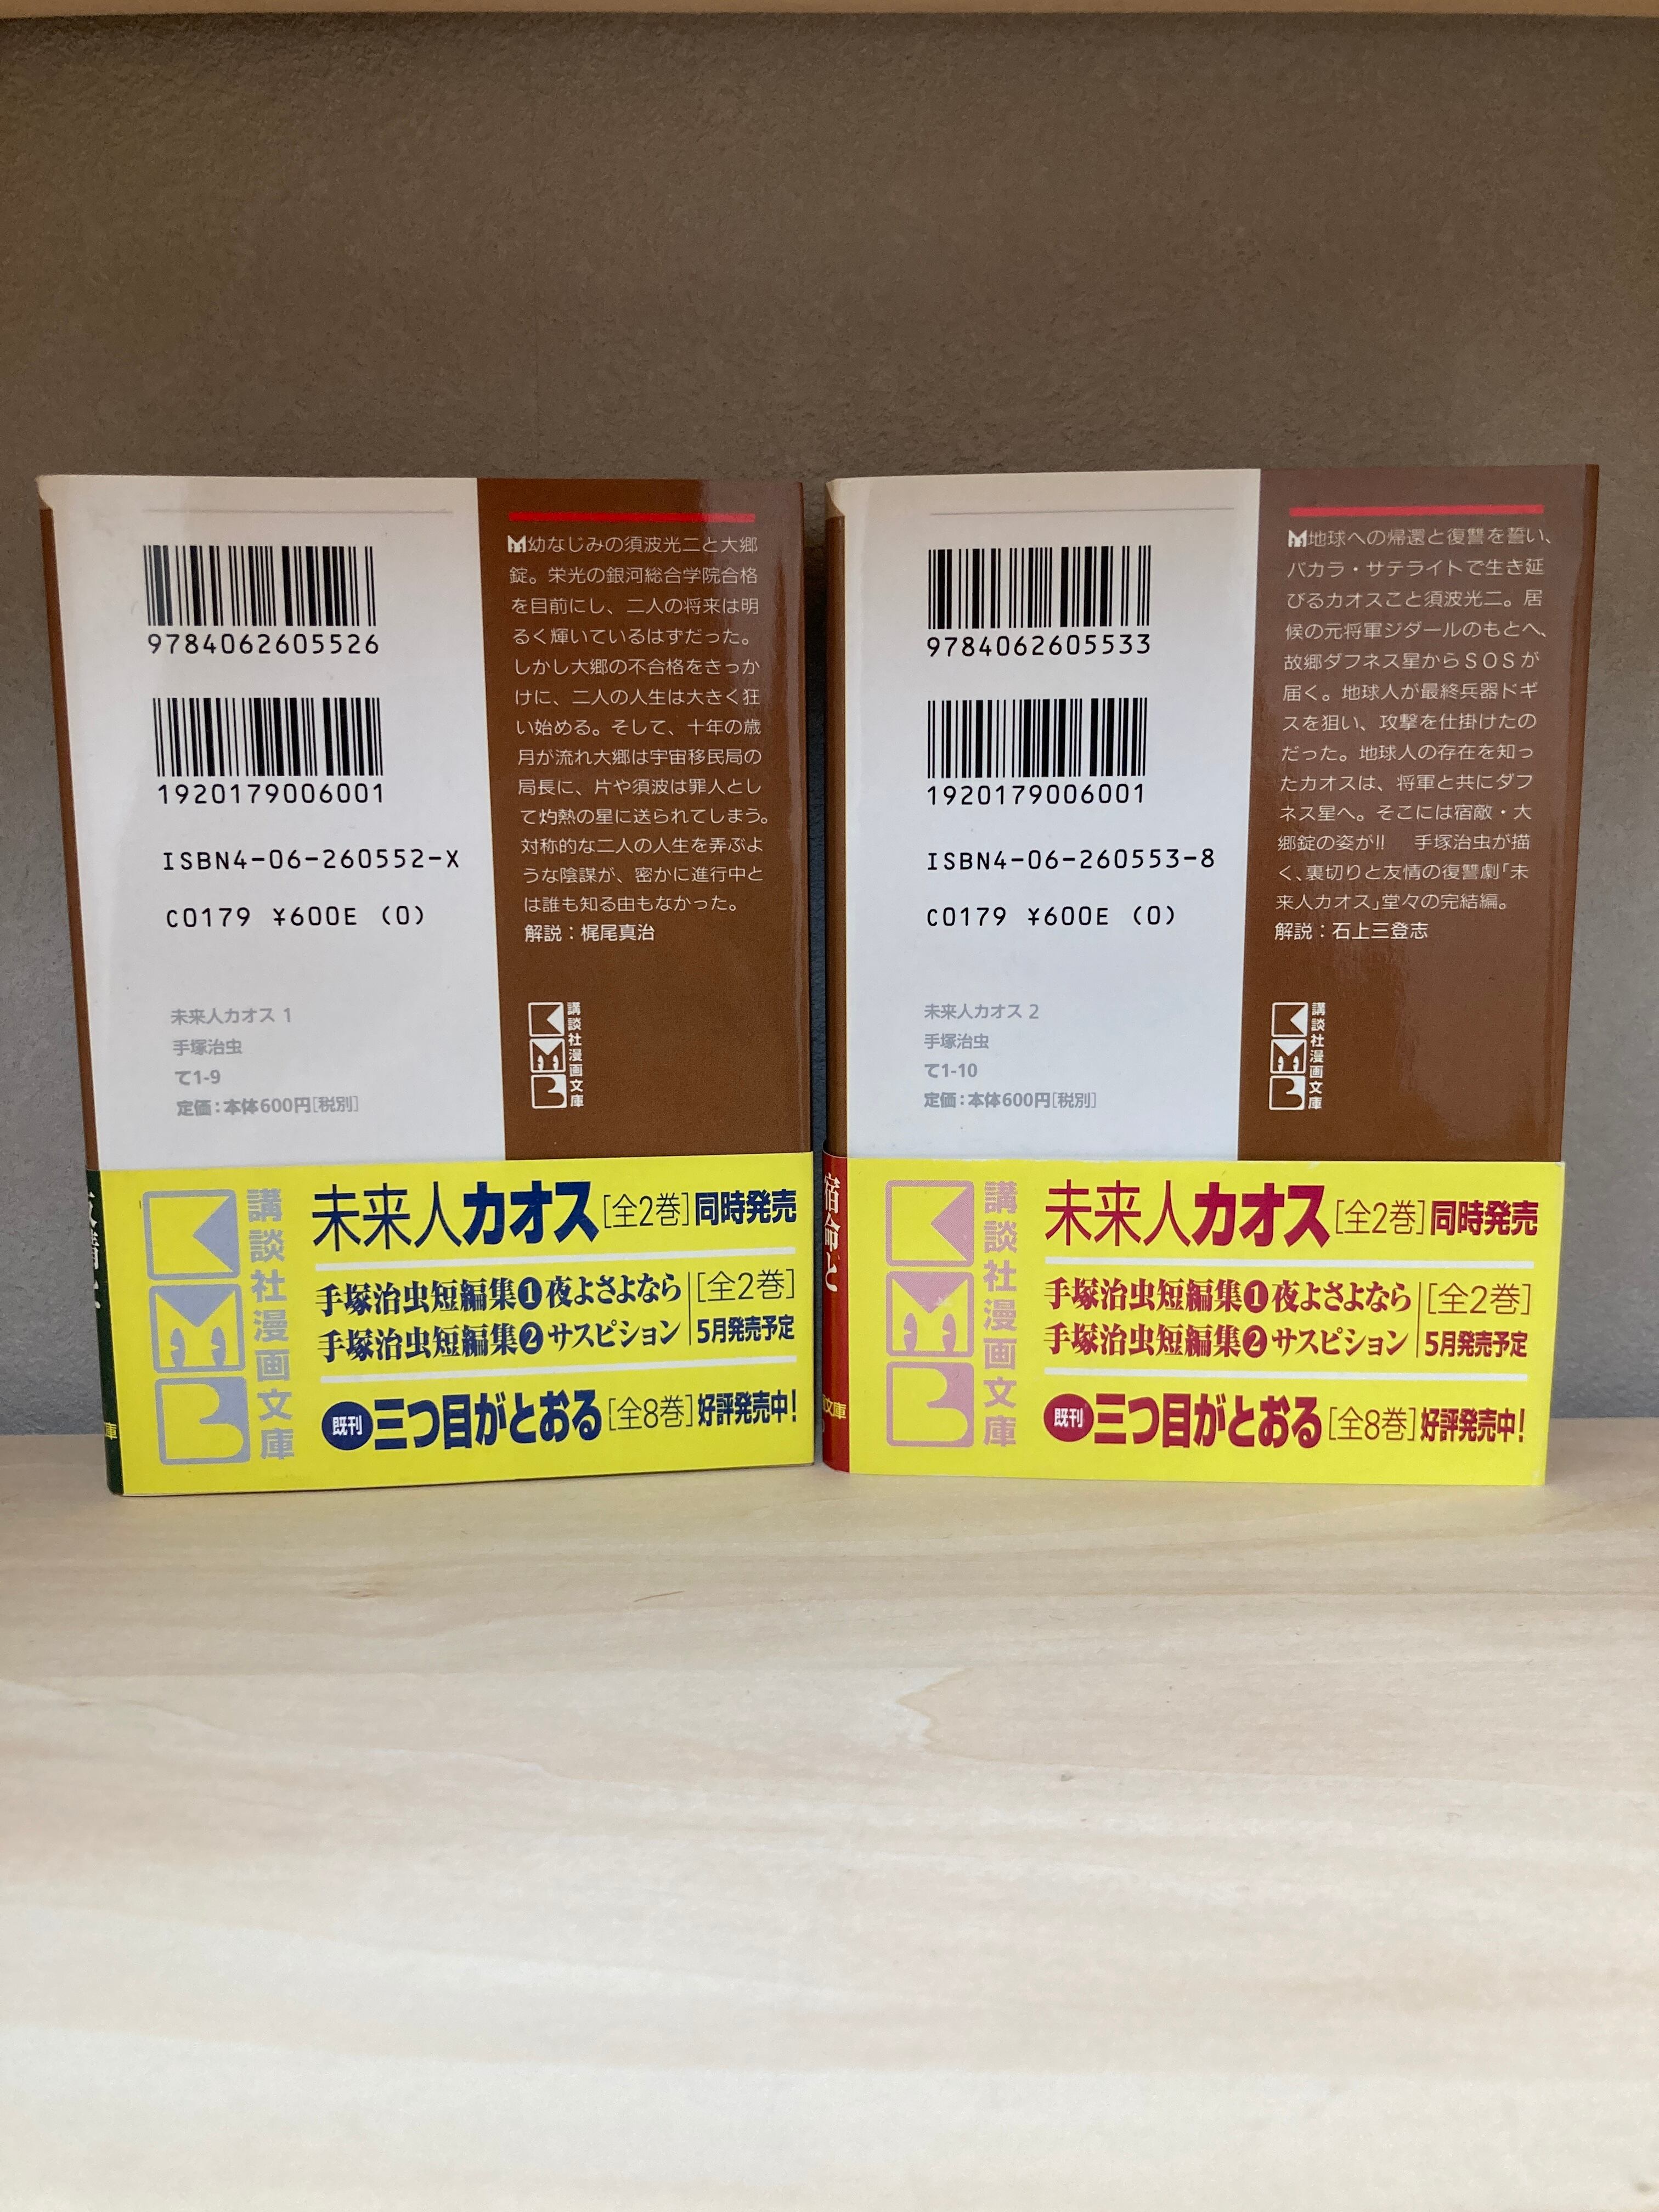 9784062605526
1920179006001
ISBN4-06-260552-X
C0179 ¥600E (0)
未来人カオス 1
手塚治虫
て1-9
定価：本体600円[税別]
幼なじみの須波光二と大郷
錠。栄光の銀河総合学院合格
を目前にし、二人の将来は明
るく輝いているはずだった。
しかし大郷の不合格をきっか
けに、二人の人生は大きく狂
い始める。そして、十年の歳
月が流れ大郷は宇宙移民局の
局長に、片や須波は罪人とし
て灼熱の星に送られてしまう。
対称的な二人の人生を弄ぶよ
うな陰謀が、密かに進行中と
は誰も知る由もなかった。
解説：梶尾真治
講談社漫画文庫
講談社漫画文庫
未来人カオス[全2巻]同時発売
手塚治虫短編集❶夜よさよなら
手塚治虫短編集❷サスピション
[全2巻]
5月発売予定
既刊 三つ目がとおる[全8巻]好評発売中!
庫
9784062605533
1920179006001
ISBN4-06-260553-8
C0179 ¥600E (0)
未来人カオス 2
手塚治虫
て1-10
定価：本体600円[税別]
地球への帰還と復讐を誓い、
バカラ・サテライトで生き延
びるカオスこと須波光二。居
候の元将軍ジダールのもとへ、
故郷ダフネス星からSOSが
届く。地球人が最終兵器ドギ
スを狙い、攻撃を仕掛けたの
だった。地球人の存在を知っ
たカオスは、将軍と共にダフ
ネス星へ。そこには宿敵・大
郷錠の姿が!!　手塚治虫が描
く、裏切りと友情の復讐劇「未
来人カオス」堂々の完結編。
解説：石上三登志
講談社漫画文庫
宿命と
文庫
講談社漫画文庫
未来人カオス[全2巻]同時発売
手塚治虫短編集❶夜よさよなら
手塚治虫短編集❷サスピション
[全2巻]
5月発売予定
既刊 三つ目がとおる[全8巻]好評発売中!